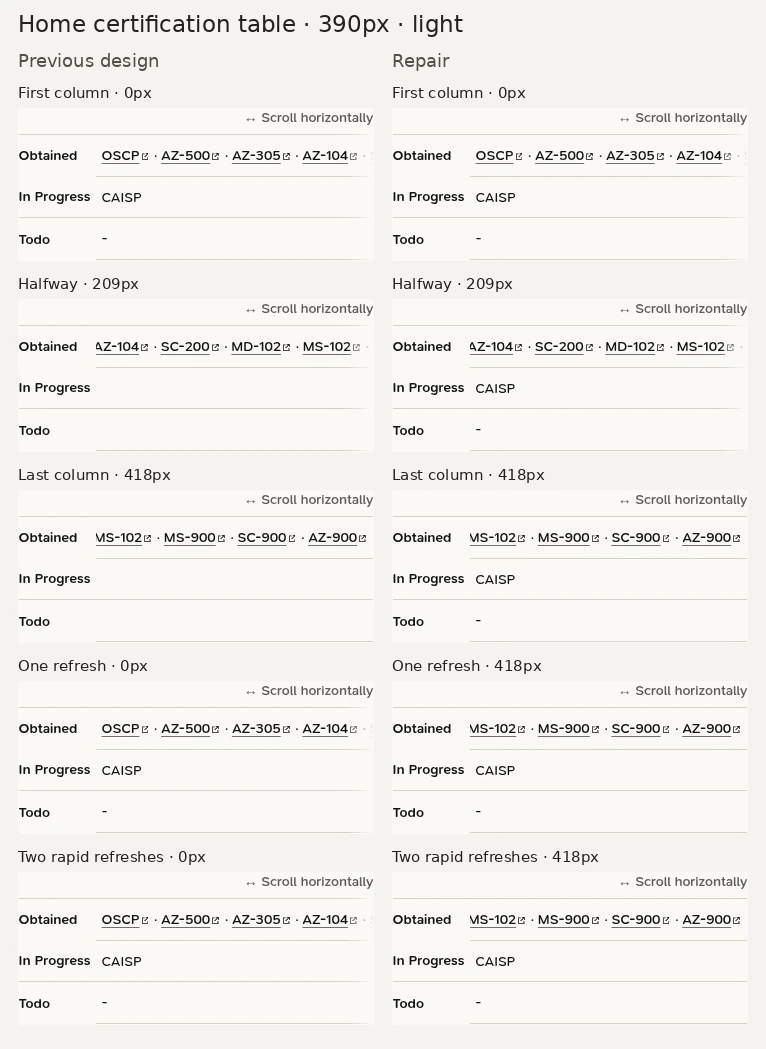 Home certification table · 390px · light
Previous design
Repair
First column · 0px
↔ Scroll horizontally
Obtained OSCP · AZ-500 · AZ-305 · AZ-104 ·
In Progress CAISP
Todo -
First column · 0px
↔ Scroll horizontally
Obtained OSCP · AZ-500 · AZ-305 · AZ-104 ·
In Progress CAISP
Todo -
Halfway · 209px
↔ Scroll horizontally
Obtained AZ-104 · SC-200 · MD-102 · MS-102 ·
In Progress
Todo
Halfway · 209px
↔ Scroll horizontally
Obtained AZ-104 · SC-200 · MD-102 · MS-102 ·
In Progress CAISP
Todo -
Last column · 418px
↔ Scroll horizontally
Obtained MS-102 · MS-900 · SC-900 · AZ-900
In Progress
Todo
Last column · 418px
↔ Scroll horizontally
Obtained MS-102 · MS-900 · SC-900 · AZ-900
In Progress CAISP
Todo -
One refresh · 0px
↔ Scroll horizontally
Obtained OSCP · AZ-500 · AZ-305 · AZ-104 ·
In Progress CAISP
Todo -
One refresh · 418px
↔ Scroll horizontally
Obtained MS-102 · MS-900 · SC-900 · AZ-900
In Progress CAISP
Todo -
Two rapid refreshes · 0px
↔ Scroll horizontally
Obtained OSCP · AZ-500 · AZ-305 · AZ-104 ·
In Progress CAISP
Todo -
Two rapid refreshes · 418px
↔ Scroll horizontally
Obtained MS-102 · MS-900 · SC-900 · AZ-900
In Progress CAISP
Todo -